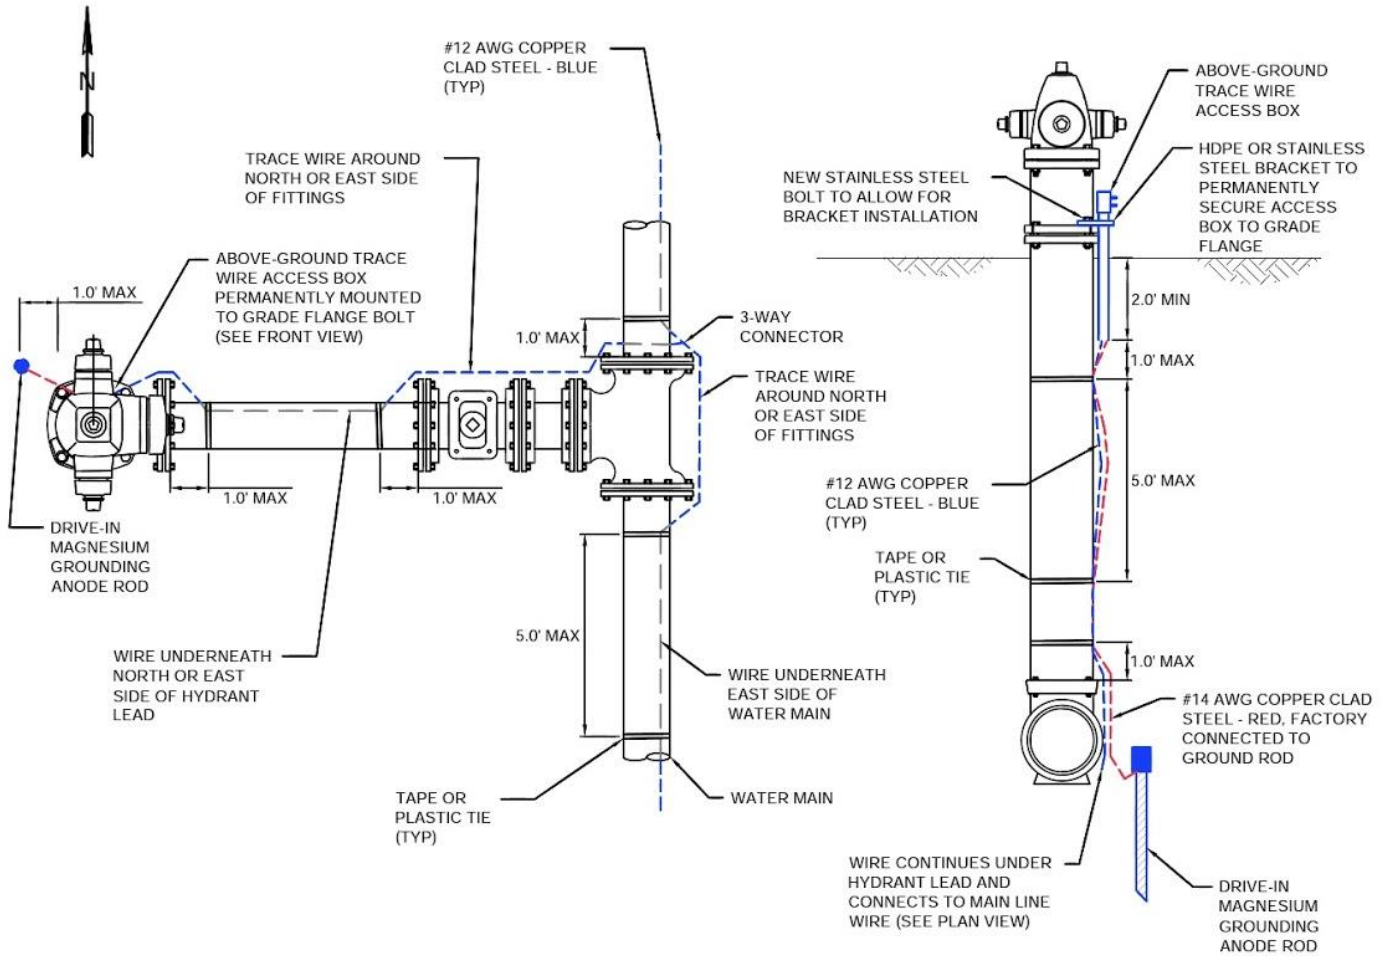 N
#12 AWG COPPER
CLAD STEEL - BLUE
(TYP)
TRACE WIRE AROUND
NORTH OR EAST SIDE
OF FITTINGS
ABOVE-GROUND TRACE
WIRE ACCESS BOX
PERMANENTLY MOUNTED
TO GRADE FLANGE BOLT
(SEE FRONT VIEW)
1.0' MAX
1.0' MAX
3-WAY
CONNECTOR
TRACE WIRE
AROUND NORTH
OR EAST SIDE
OF FITTINGS
1.0' MAX
1.0' MAX
DRIVE-IN
MAGNESIUM
GROUNDING
ANODE ROD
5.0' MAX
WIRE UNDERNEATH
NORTH OR EAST
SIDE OF HYDRANT
LEAD
WIRE UNDERNEATH
EAST SIDE OF
WATER MAIN
TAPE OR
PLASTIC TIE
(TYP)
WATER MAIN
ABOVE-GROUND
TRACE WIRE
ACCESS BOX
NEW STAINLESS STEEL
BOLT TO ALLOW FOR
BRACKET INSTALLATION
HDPE OR STAINLESS
STEEL BRACKET TO
PERMANENTLY
SECURE ACCESS
BOX TO GRADE
FLANGE
2.0' MIN
1.0' MAX
#12 AWG COPPER
CLAD STEEL - BLUE
(TYP)
5.0' MAX
TAPE OR
PLASTIC TIE
(TYP)
1.0' MAX
#14 AWG COPPER CLAD
STEEL - RED, FACTORY
CONNECTED TO
GROUND ROD
WIRE CONTINUES UNDER
HYDRANT LEAD AND
CONNECTS TO MAIN LINE
WIRE (SEE PLAN VIEW)
DRIVE-IN
MAGNESIUM
GROUNDING
ANODE ROD